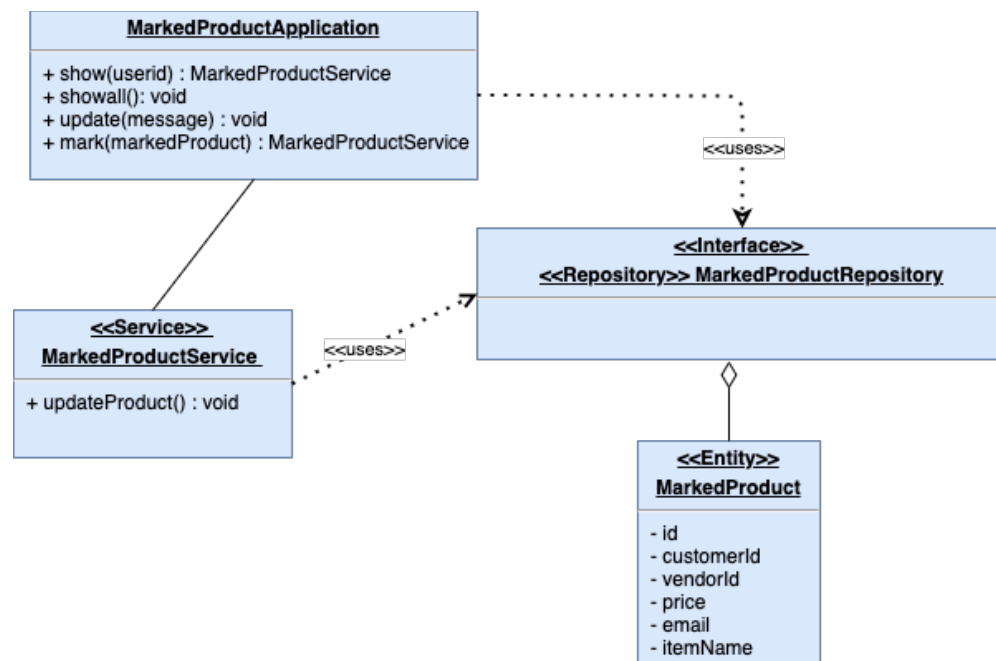 MarkedProductApplication
+ show(userid) : MarkedProductService
+ showall(): void
+ update(message) : void
+ mark(markedProduct) : MarkedProductService
<<uses>>
<<Interface>>
<<Repository>> MarkedProductRepository
<<Service>>
MarkedProductService
+ updateProduct() : void
<<uses>>
<<Entity>>
MarkedProduct
- id
- customerId
- vendorId
- price
- email
- itemName